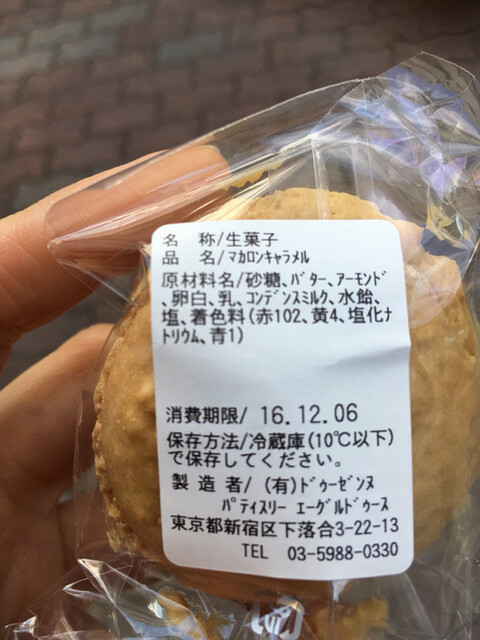 名　称/生菓子
品　名/ﾏｶﾛﾝｷｬﾗﾒﾙ
原材料名/砂糖、ﾊﾞﾀｰ、ｱｰﾓﾝﾄﾞ
、卵白、乳、ｺﾝﾃﾞﾝｽﾐﾙｸ、水飴、
塩、着色料(赤102、黄4、塩化ﾅ
ﾄﾘｳﾑ、青1)
消費期限/ 16.12.06
保存方法/冷蔵庫(10℃以下)
で保存してください。
製 造 者/ (有)ﾄﾞｩｰｾﾞﾝﾇ
ﾊﾟﾃｨｽﾘｰ ｴｰｸﾞﾙﾄﾞｩｰｽ
東京都新宿区下落合3-22-13
TEL 03-5988-0330